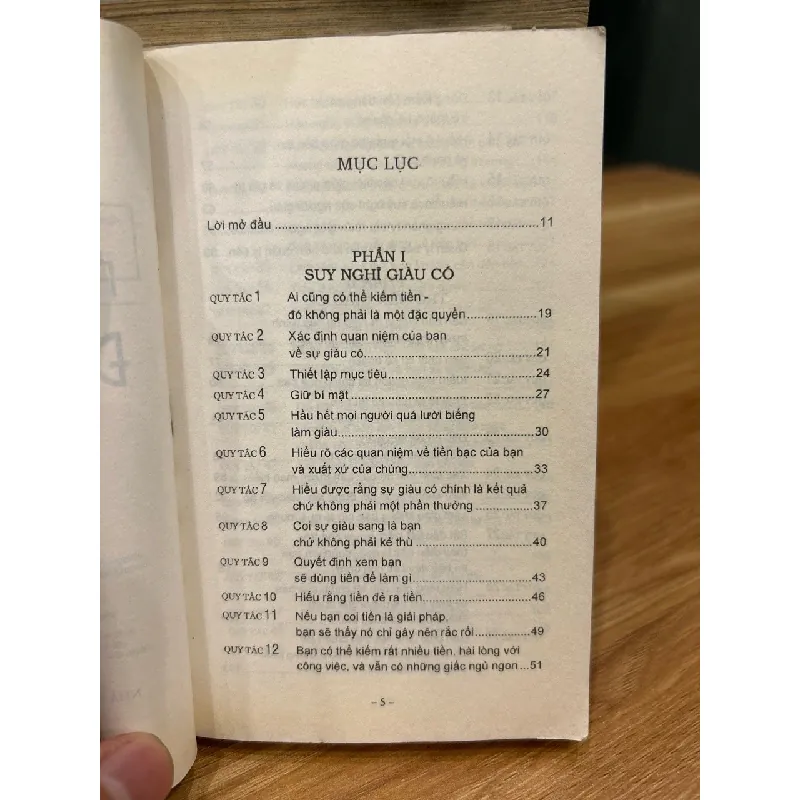 MỤC LỤC
Lời mở đầu ........................................................................11
PHẦN I
SUY NGHĨ GIÀU CÓ
QUY TẮC 1 Ai cũng có thể kiếm tiền -
đó không phải là một đặc quyền....................19
QUY TẮC 2 Xác định quan niệm của bạn
về sự giàu có................................................21
QUY TẮC 3 Thiết lập mục tiêu.........................................24
QUY TẮC 4 Giữ bí mật ...................................................27
QUY TẮC 5 Hầu hết mọi người quá lười biếng
làm giàu.......................................................30
QUY TẮC 6 Hiểu rõ các quan niệm về tiền bạc của bạn
và xuất xứ của chúng...................................33
QUY TẮC 7 Hiểu được rằng sự giàu có chính là kết quả
chứ không phải một phần thưởng.................37
QUY TẮC 8 Coi sự giàu sang là bạn
chứ không phải kẻ thù .................................40
QUY TẮC 9 Quyết định xem bạn
sẽ dùng tiền để làm gì...................................43
QUY TẮC 10 Hiểu rằng tiền đẻ ra tiền............................46
QUY TẮC 11 Nếu bạn coi tiền là giải pháp,
bạn sẽ thấy nó chỉ gây nên rắc rối................49
QUY TẮC 12 Bạn có thể kiếm rất nhiều tiền, hài lòng với
công việc, và vẫn có những giấc ngủ ngon ...51
– 5 –